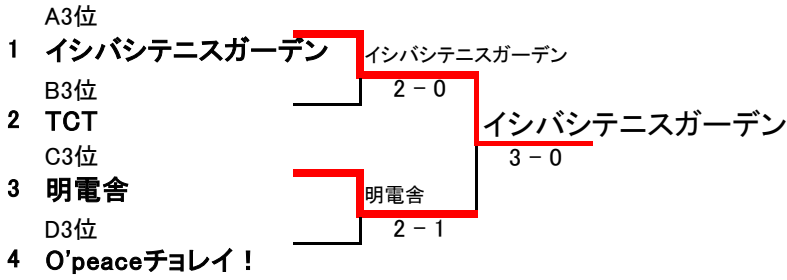 A3位
1 イシバシテニスガーデン
イシバシテニスガーデン
B3位
2 - 0
2 TCT
イシバシテニスガーデン
C3位
3 - 0
3 明電舎
明電舎
D3位
2 - 1
4 O'peaceチョレイ!